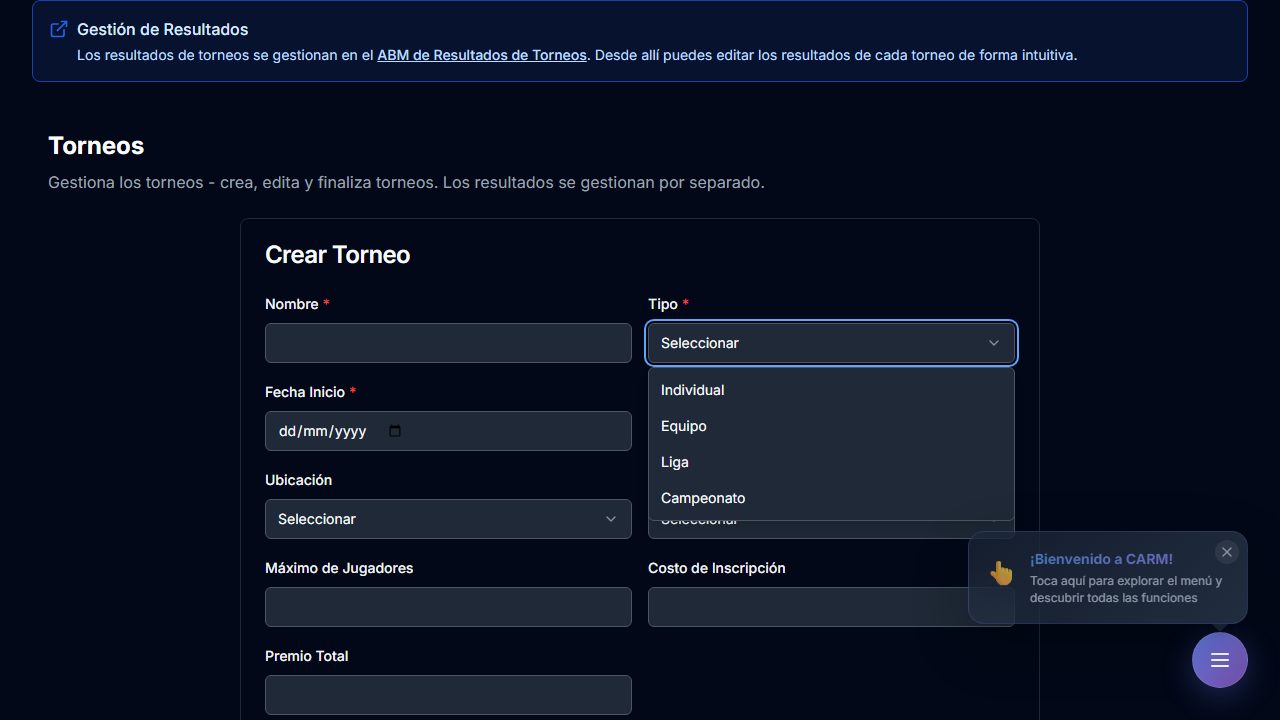 Gestión de Resultados
Los resultados de torneos se gestionan en el ABM de Resultados de Torneos. Desde allí puedes editar los resultados de cada torneo de forma intuitiva.
Torneos
Gestiona los torneos - crea, edita y finaliza torneos. Los resultados se gestionan por separado.
Crear Torneo
Nombre *
Tipo *
Seleccionar
Individual
Equipo
Liga
Campeonato
Fecha Inicio *
dd/mm/yyyy
Ubicación
Seleccionar
Seleccionar
Máximo de Jugadores
Costo de Inscripción
Premio Total
¡Bienvenido a CARM!
Toca aquí para explorar el menú y
descubrir todas las funciones